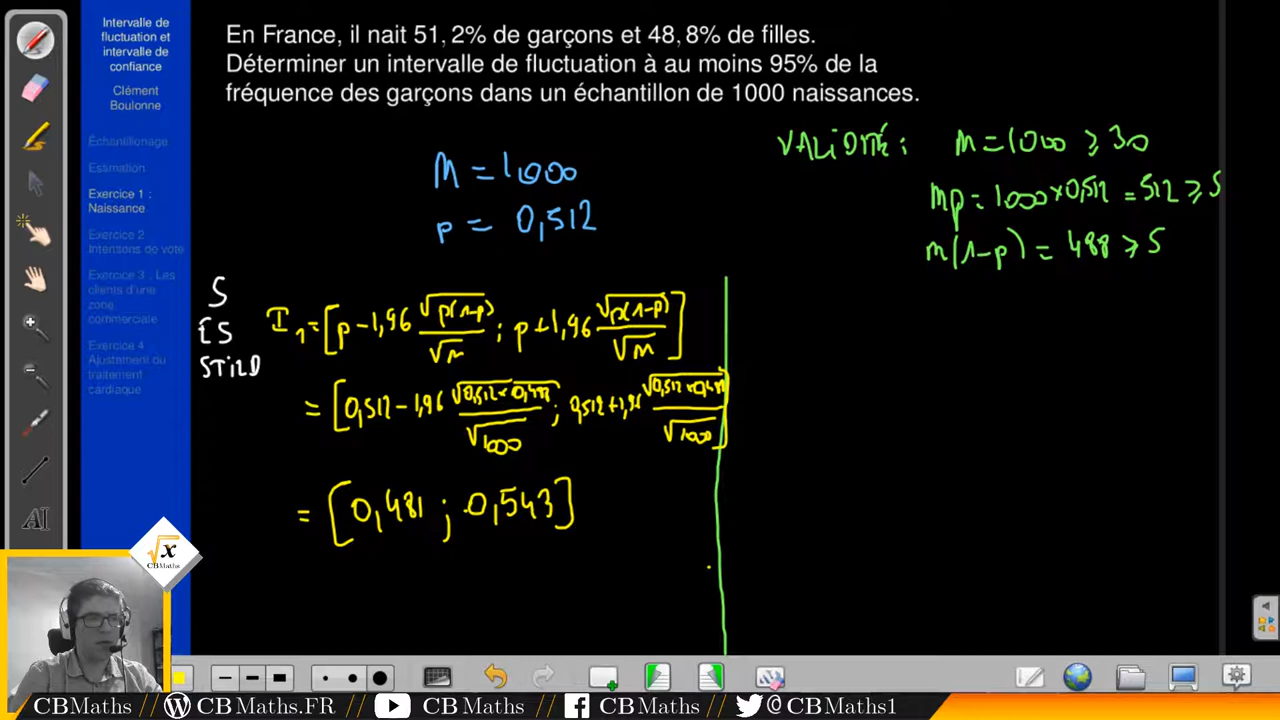 Intervalle de
fluctuation et
intervalle de
confiance
Clément
Boulonne
Échantillonage
Estimation
Exercice 1 :
Naissance
Exercice 2
Intensions de vote
Exercice 3 : Les
clients d'une
zone
commerciale
Exercice 4
Ajustement du
traitement
cardiaque
En France, il nait 51,2% de garçons et 48,8% de filles.
Déterminer un intervalle de fluctuation à au moins 95% de la
fréquence des garçons dans un échantillon de 1000 naissances.
n = 1000
p = 0,512
VALIDITÉ : n = 1000 ≥ 30
np = 1000 × 0,512 = 512 ≥ 5
n(1-p) = 488 ≥ 5
S
ES
STI2D
I₁ = [p - 1,96 √p(1-p)/√n ; p + 1,96 √p(1-p)/√n]
= [0,512 - 1,96 √0,512 × 0,488/√1000 ; 0,512 + 1,96 √0,512 × 0,488/√1000]
= [0,481 ; 0,543]
√x
CBMaths
AI
CBMaths CBMaths.FR CBMaths CBMaths @CBMaths1